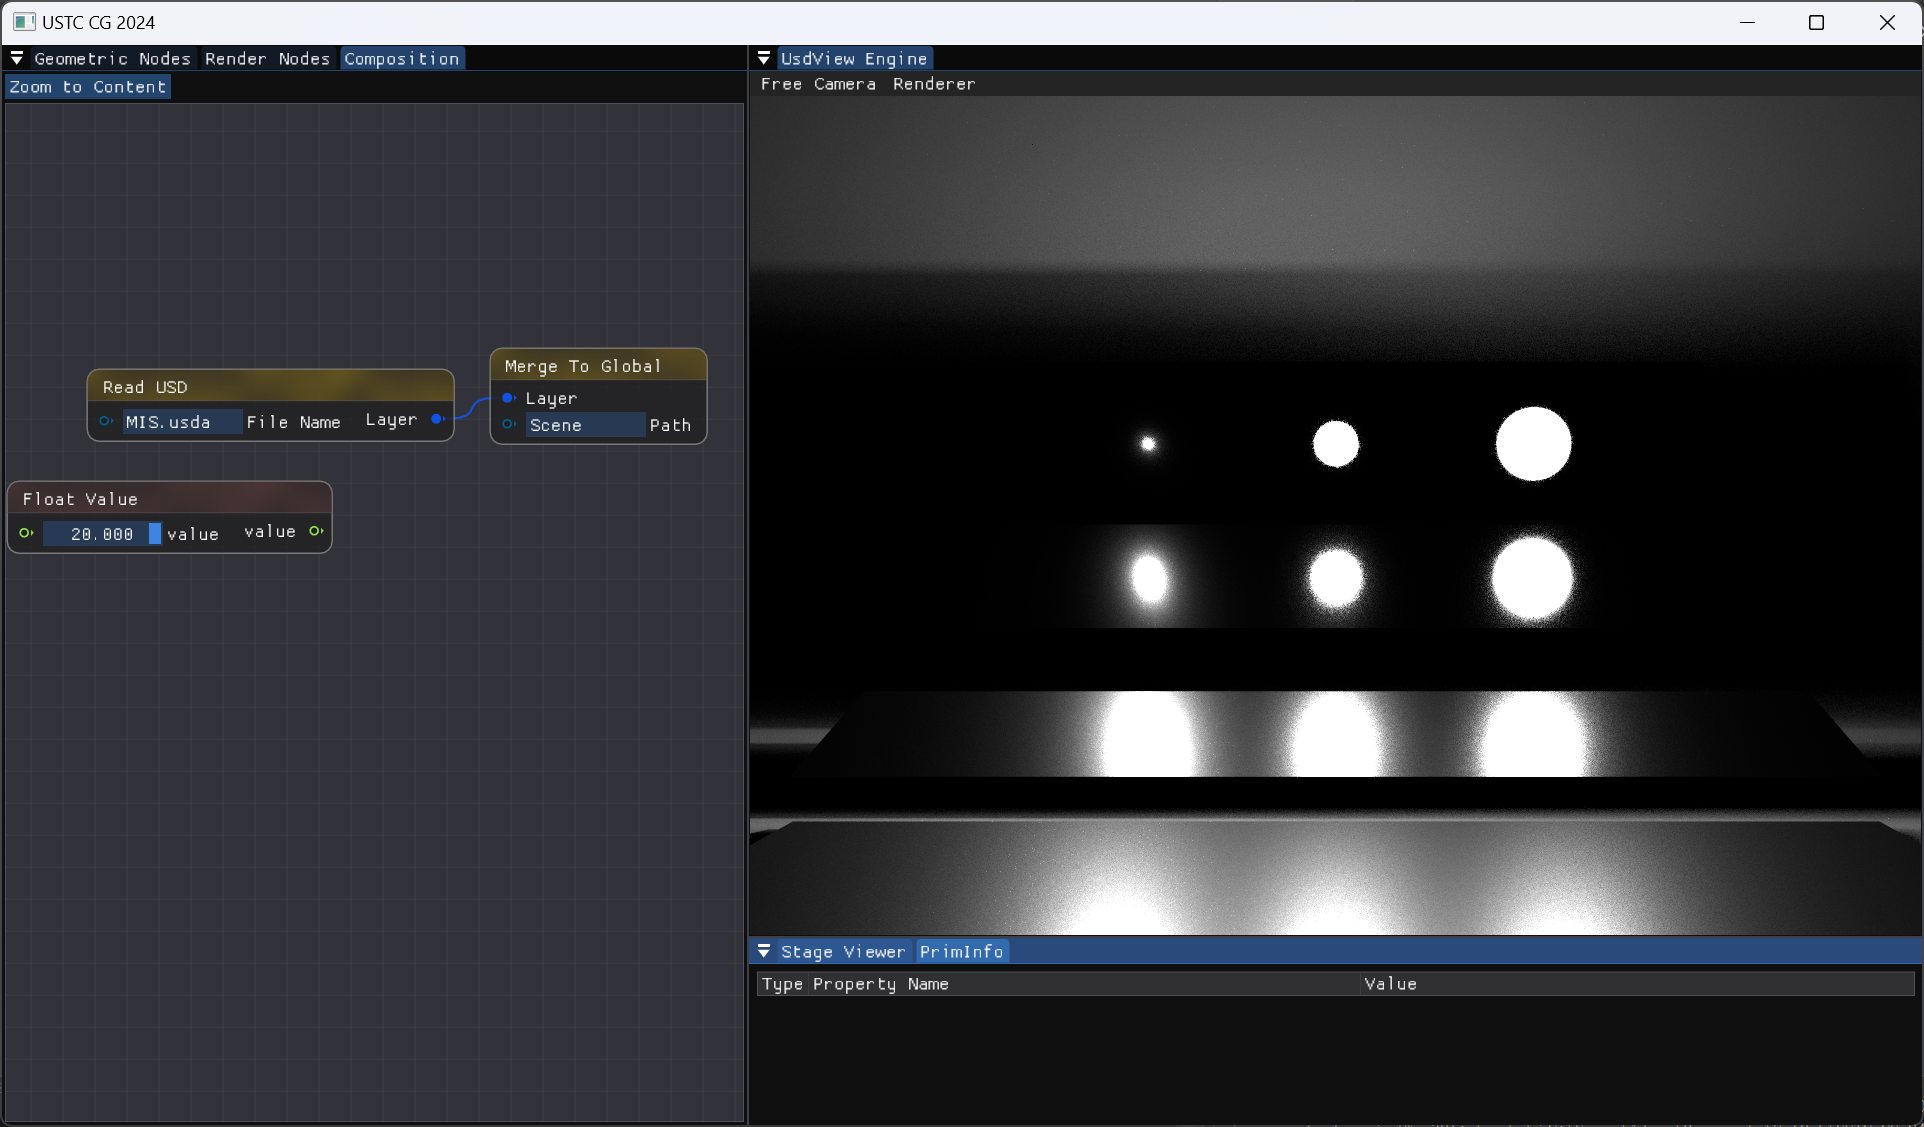 USTC CG 2024
Geometric Nodes Render Nodes Composition
Zoom to Content
Read USD
MIS.usda File Name Layer
Merge To Global
Layer
Scene Path
Float Value
20.000 value value
UsdView Engine
Free Camera Renderer
Stage Viewer PrimInfo
Type Property Name Value